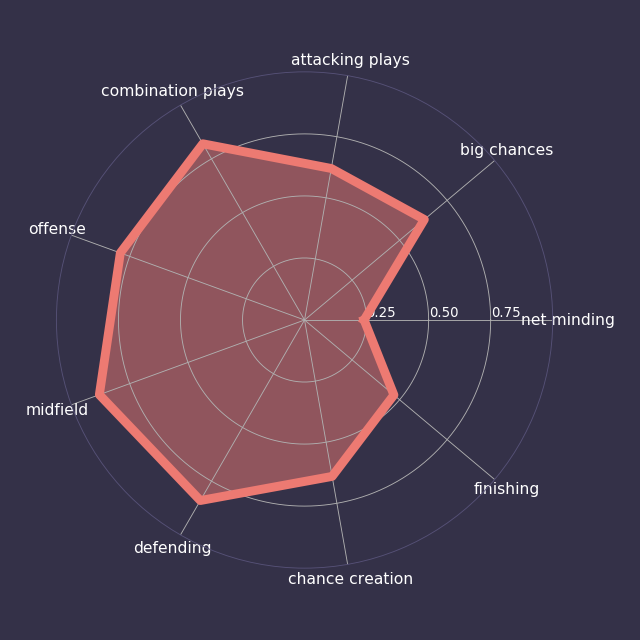 attacking plays
combination plays
big chances
offense
0.25 0.50 0.75
net minding
midfield
finishing
defending
chance creation